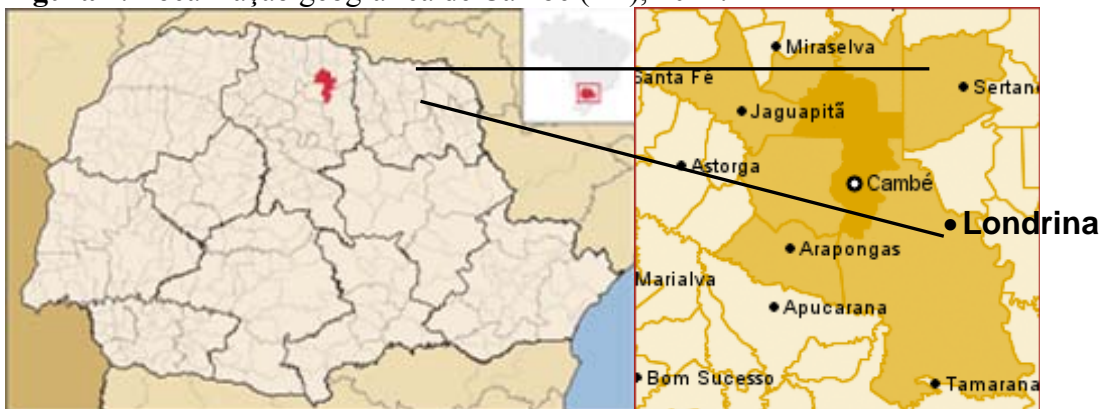 Miraselva
Santa Fé
Sertan
Jaguapitã
Astorga
Cambé
Londrina
Arapongas
Marialva
Apucarana
Bom Sucesso
Tamarana